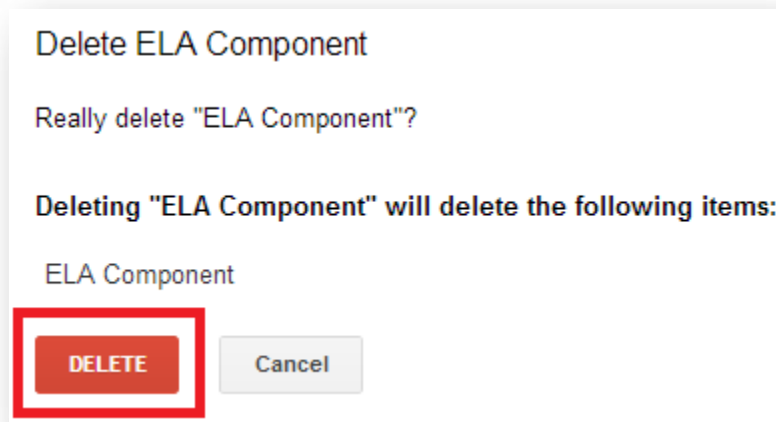 Delete ELA Component
Really delete "ELA Component"?
Deleting "ELA Component" will delete the following items:
ELA Component
DELETE Cancel